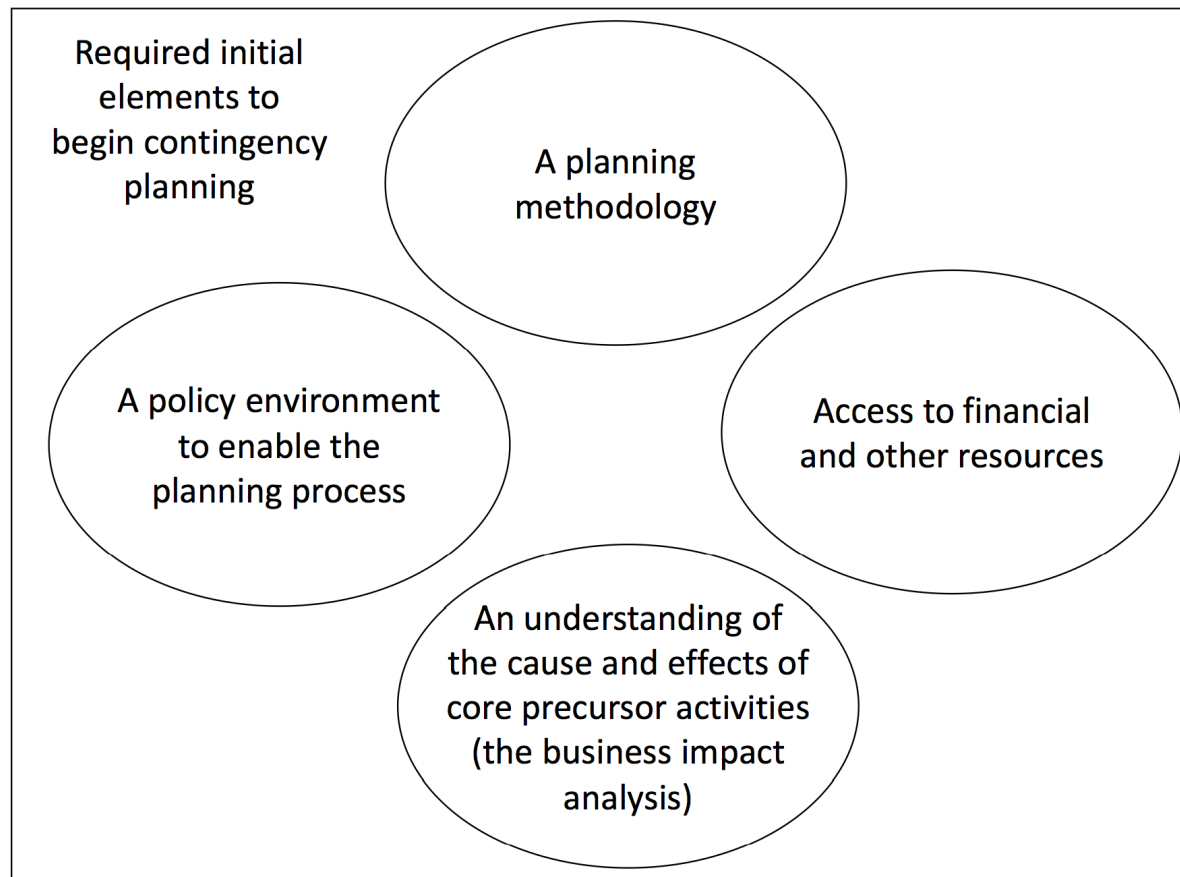 Required initial
elements to
begin contingency
planning
A planning
methodology
A policy environment
to enable the
planning process
Access to financial
and other resources
An understanding of
the cause and effects of
core precursor activities
(the business impact
analysis)